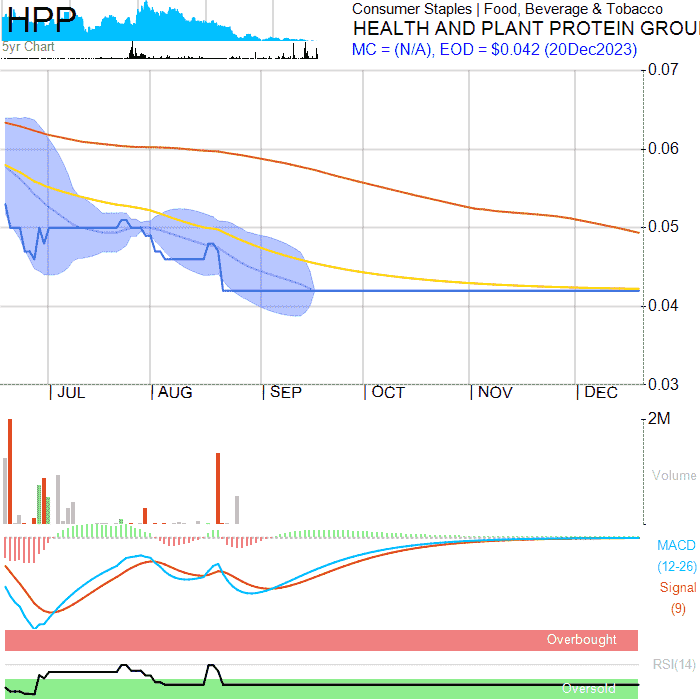 HPP
5yr Chart
Consumer Staples | Food, Beverage & Tobacco
HEALTH AND PLANT PROTEIN GROU
MC = (N/A), EOD = $0.042 (20Dec2023)
0.07
0.06
0.05
0.04
0.03
JUL AUG SEP OCT NOV DEC
2M
Volume
MACD
(12-26)
Signal
(9)
Overbought
RSI(14)
Oversold